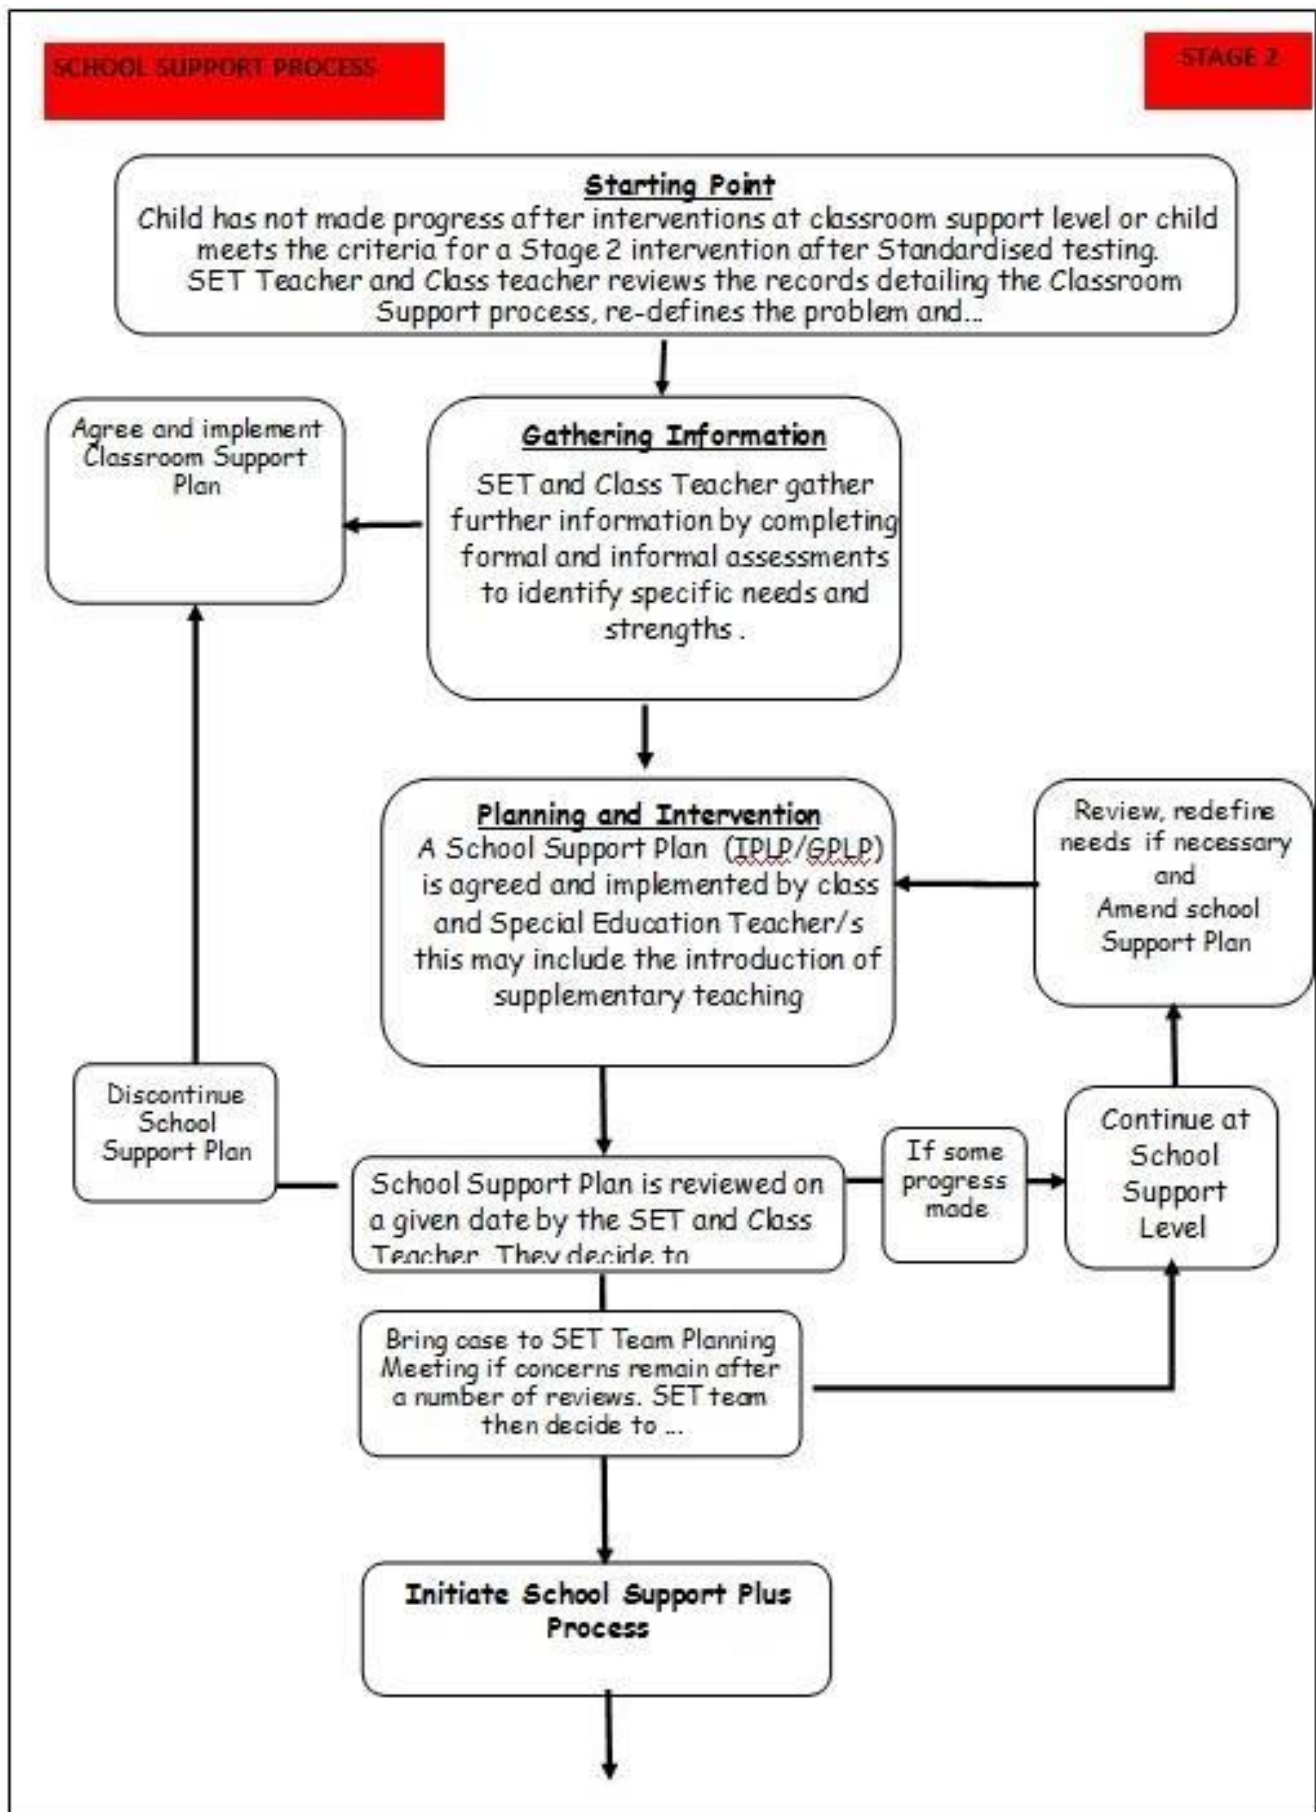 SCHOOL SUPPORT PROCESS
STAGE 2
Starting Point
Child has not made progress after interventions at classroom support level or child
meets the criteria for a Stage 2 intervention after Standardised testing.
SET Teacher and Class teacher reviews the records detailing the Classroom
Support process, re-defines the problem and...
Agree and implement
Classroom Support
Plan
Gathering Information
SET and Class Teacher gather
further information by completing
formal and informal assessments
to identify specific needs and
strengths .
Planning and Intervention
A School Support Plan (IPLP/GPLP)
is agreed and implemented by class
and Special Education Teacher/s
this may include the introduction of
supplementary teaching
Review, redefine
needs if necessary
and
Amend school
Support Plan
Discontinue
School
Support Plan
School Support Plan is reviewed on
a given date by the SET and Class
Teacher. They decide to
If some
progress
made
Continue at
School
Support
Level
Bring case to SET Team Planning
Meeting if concerns remain after
a number of reviews. SET team
then decide to ...
Initiate School Support Plus
Process